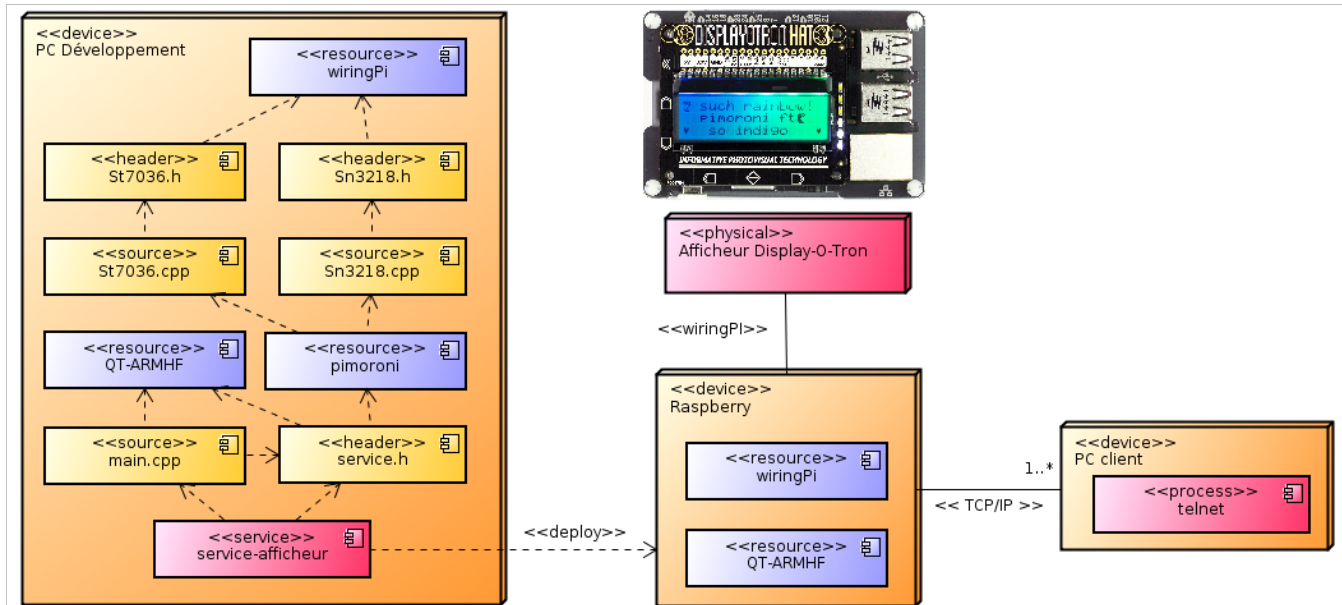 <<device>>
PC Développement
<<resource>>
wiringPi
<<header>>
St7036.h
<<header>>
Sn3218.h
<<source>>
St7036.cpp
<<source>>
Sn3218.cpp
<<resource>>
QT-ARMHF
<<resource>>
pimoroni
<<source>>
main.cpp
<<header>>
service.h
<<service>>
service-afficheur
<<deploy>>
DISPLAYOTRON HAT
such rainbow!
pimoroni ft
so indigo
INFORMATIVE PHOTOVISUAL TECHNOLOGY
<<physical>>
Afficheur Display-O-Tron
<<wiringPI>>
<<device>>
Raspberry
<<resource>>
wiringPi
<<resource>>
QT-ARMHF
1..*
<< TCP/IP >>
<<device>>
PC client
<<process>>
telnet